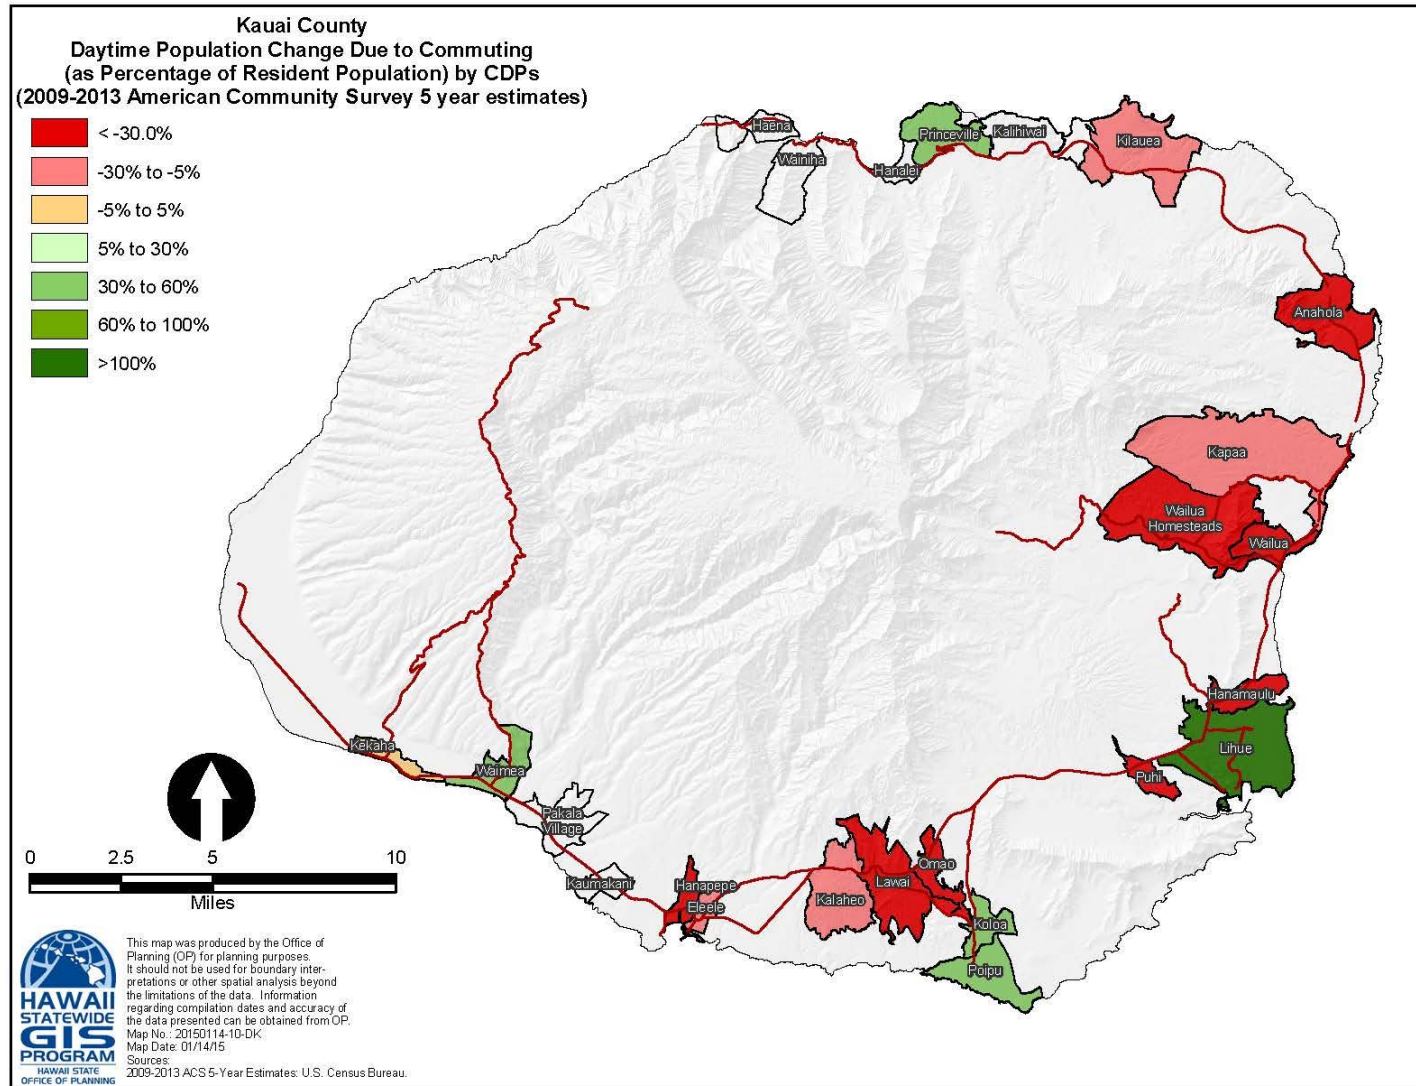 Kauai County
Daytime Population Change Due to Commuting
(as Percentage of Resident Population) by CDPs
(2009-2013 American Community Survey 5 year estimates)
< -30.0%
-30% to -5%
-5% to 5%
5% to 30%
30% to 60%
60% to 100%
>100%
Haena
Wainiha
Hanalei
Princeville
Kalihiwai
Kilauea
Anahola
Kapaa
Wailua
Homesteads
Wailua
Hanamaulu
Lihue
Puhi
Kekaha
Waimea
Pakala
Village
Kaumakani
Hanapepe
Eleele
Kalaheo
Lawai
Omao
Koloa
Poipu
0 2.5 5 10
Miles
HAWAII
STATEWIDE
GIS
PROGRAM
HAWAII STATE
OFFICE OF PLANNING
This map was produced by the Office of
Planning (OP) for planning purposes.
It should not be used for boundary inter-
pretations or other spatial analysis beyond
the limitations of the data. Information
regarding compilation dates and accuracy of
the data presented can be obtained from OP.
Map No.: 20150114-10-DK
Map Date: 01/14/15
Sources:
2009-2013 ACS 5-Year Estimates: U.S. Census Bureau.